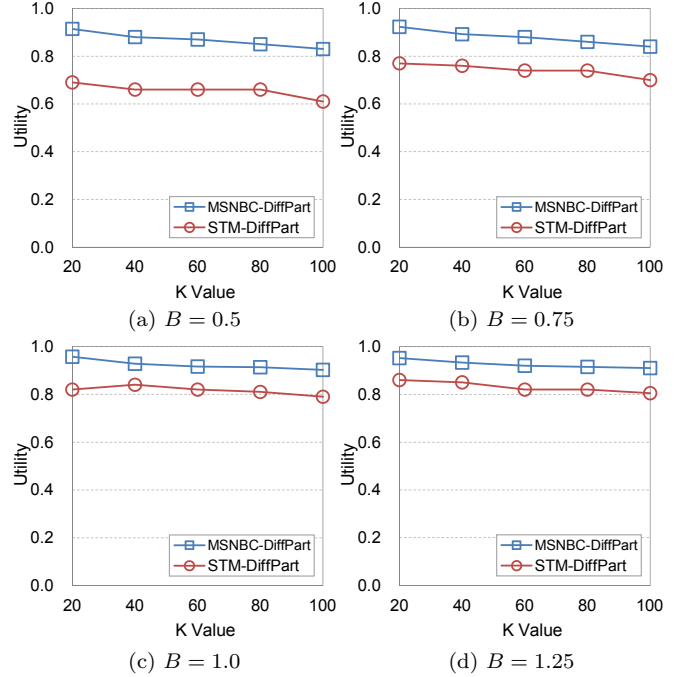 1.0
0.8
0.6
0.4
0.2
0.0
Utility
MSNBC-DiffPart
STM-DiffPart
20 40 60 80 100
K Value
(a) B = 0.5
1.0
0.8
0.6
0.4
0.2
0.0
Utility
MSNBC-DiffPart
STM-DiffPart
20 40 60 80 100
K Value
(b) B = 0.75
1.0
0.8
0.6
0.4
0.2
0.0
Utility
MSNBC-DiffPart
STM-DiffPart
20 40 60 80 100
K Value
(c) B = 1.0
1.0
0.8
0.6
0.4
0.2
0.0
Utility
MSNBC-DiffPart
STM-DiffPart
20 40 60 80 100
K Value
(d) B = 1.25